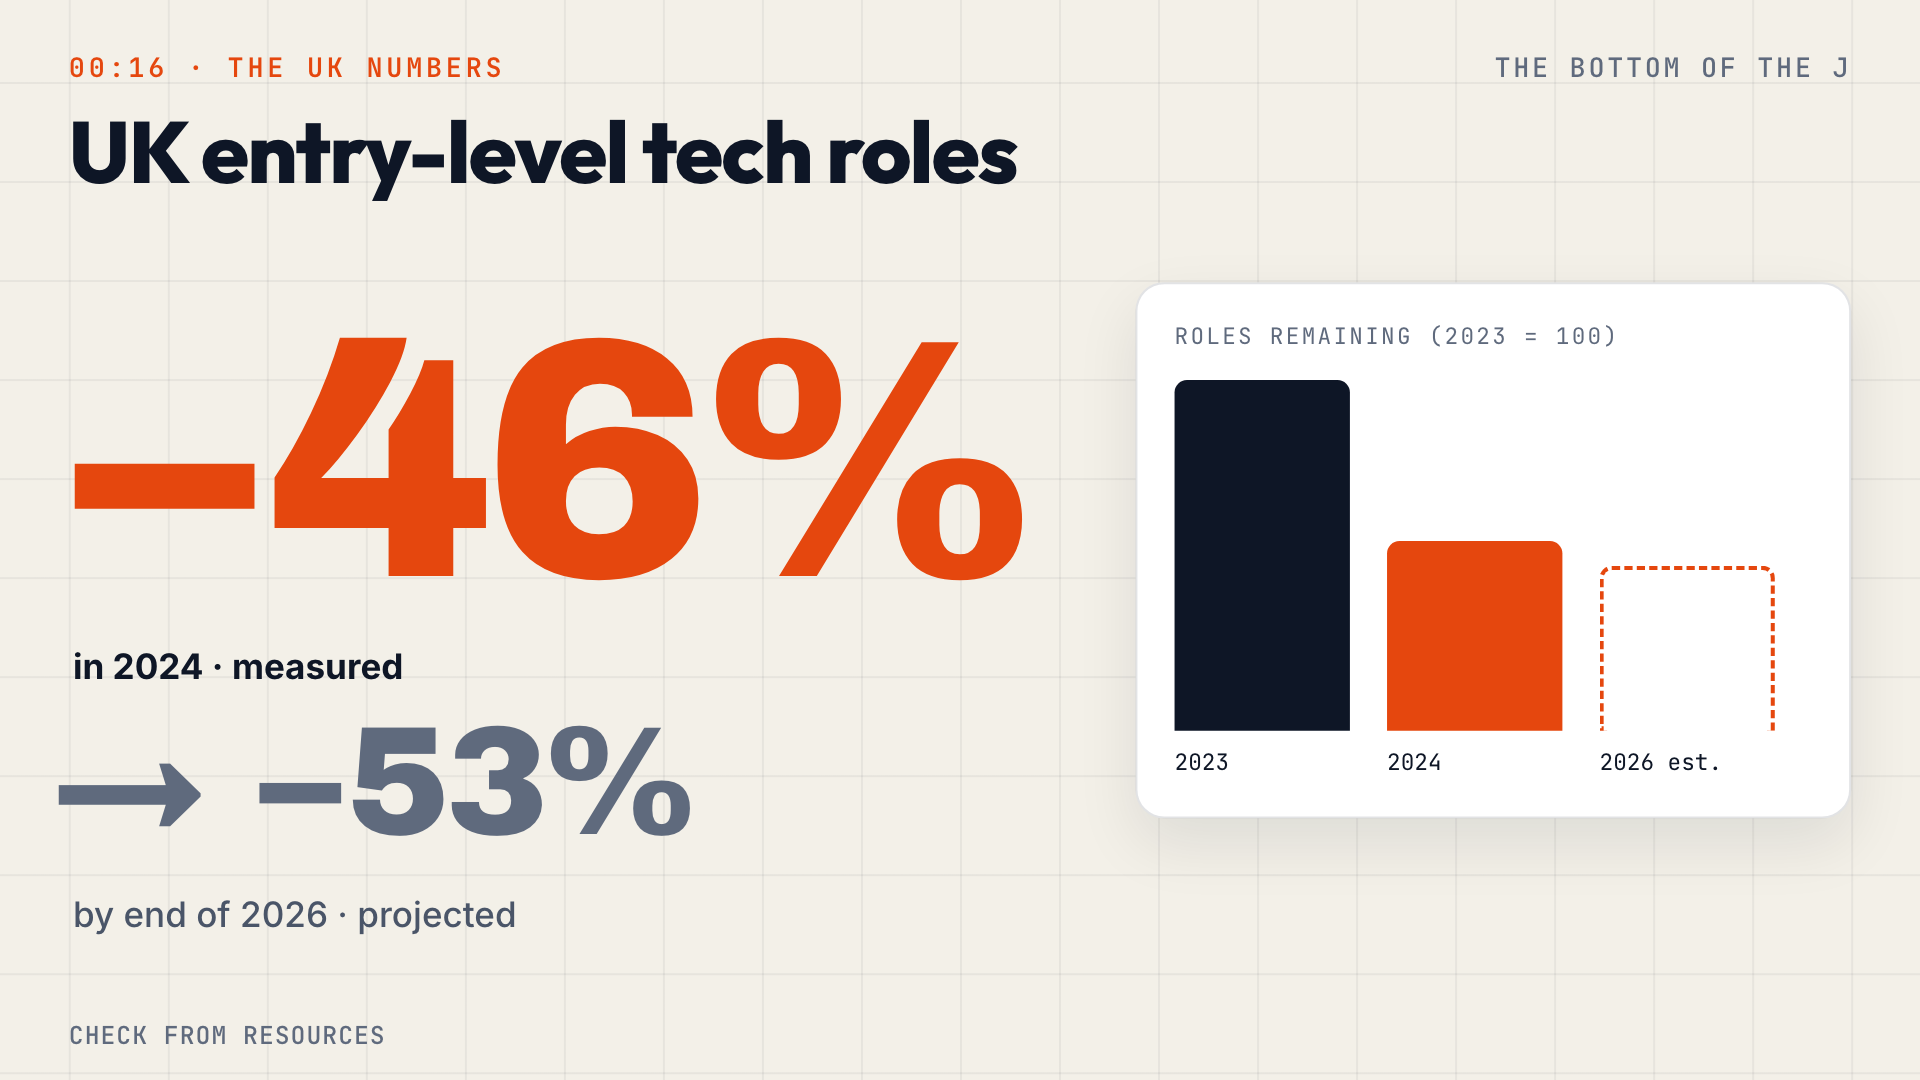 00:16 · THE UK NUMBERS
THE BOTTOM OF THE J
UK entry-level tech roles
−46%
in 2024 · measured
→ −53%
by end of 2026 · projected
ROLES REMAINING (2023 = 100)
2023
2024
2026 est.
CHECK FROM RESOURCES